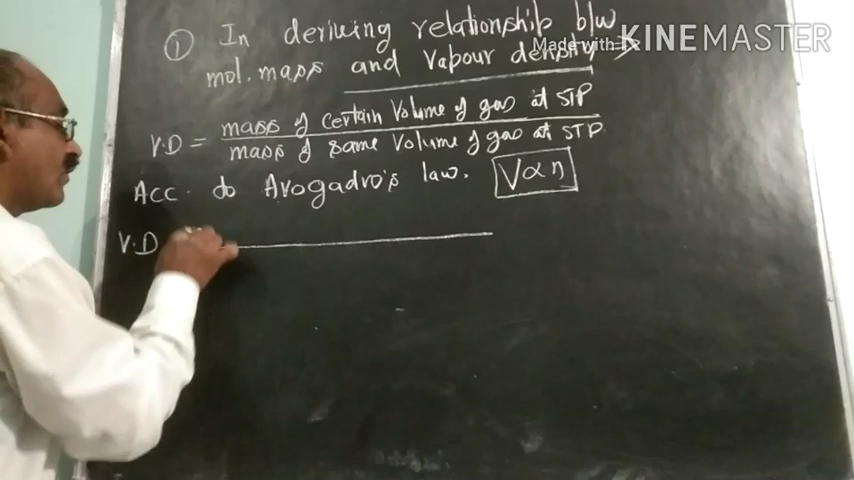 ① In deriving relationship b/w
mol. mass and vapour density →
Made with KINEMASTER
V.D = mass of certain volume of gas at STP
mass of same volume of gas at STP
Acc. to Avogadro's law. V∝n
V.D